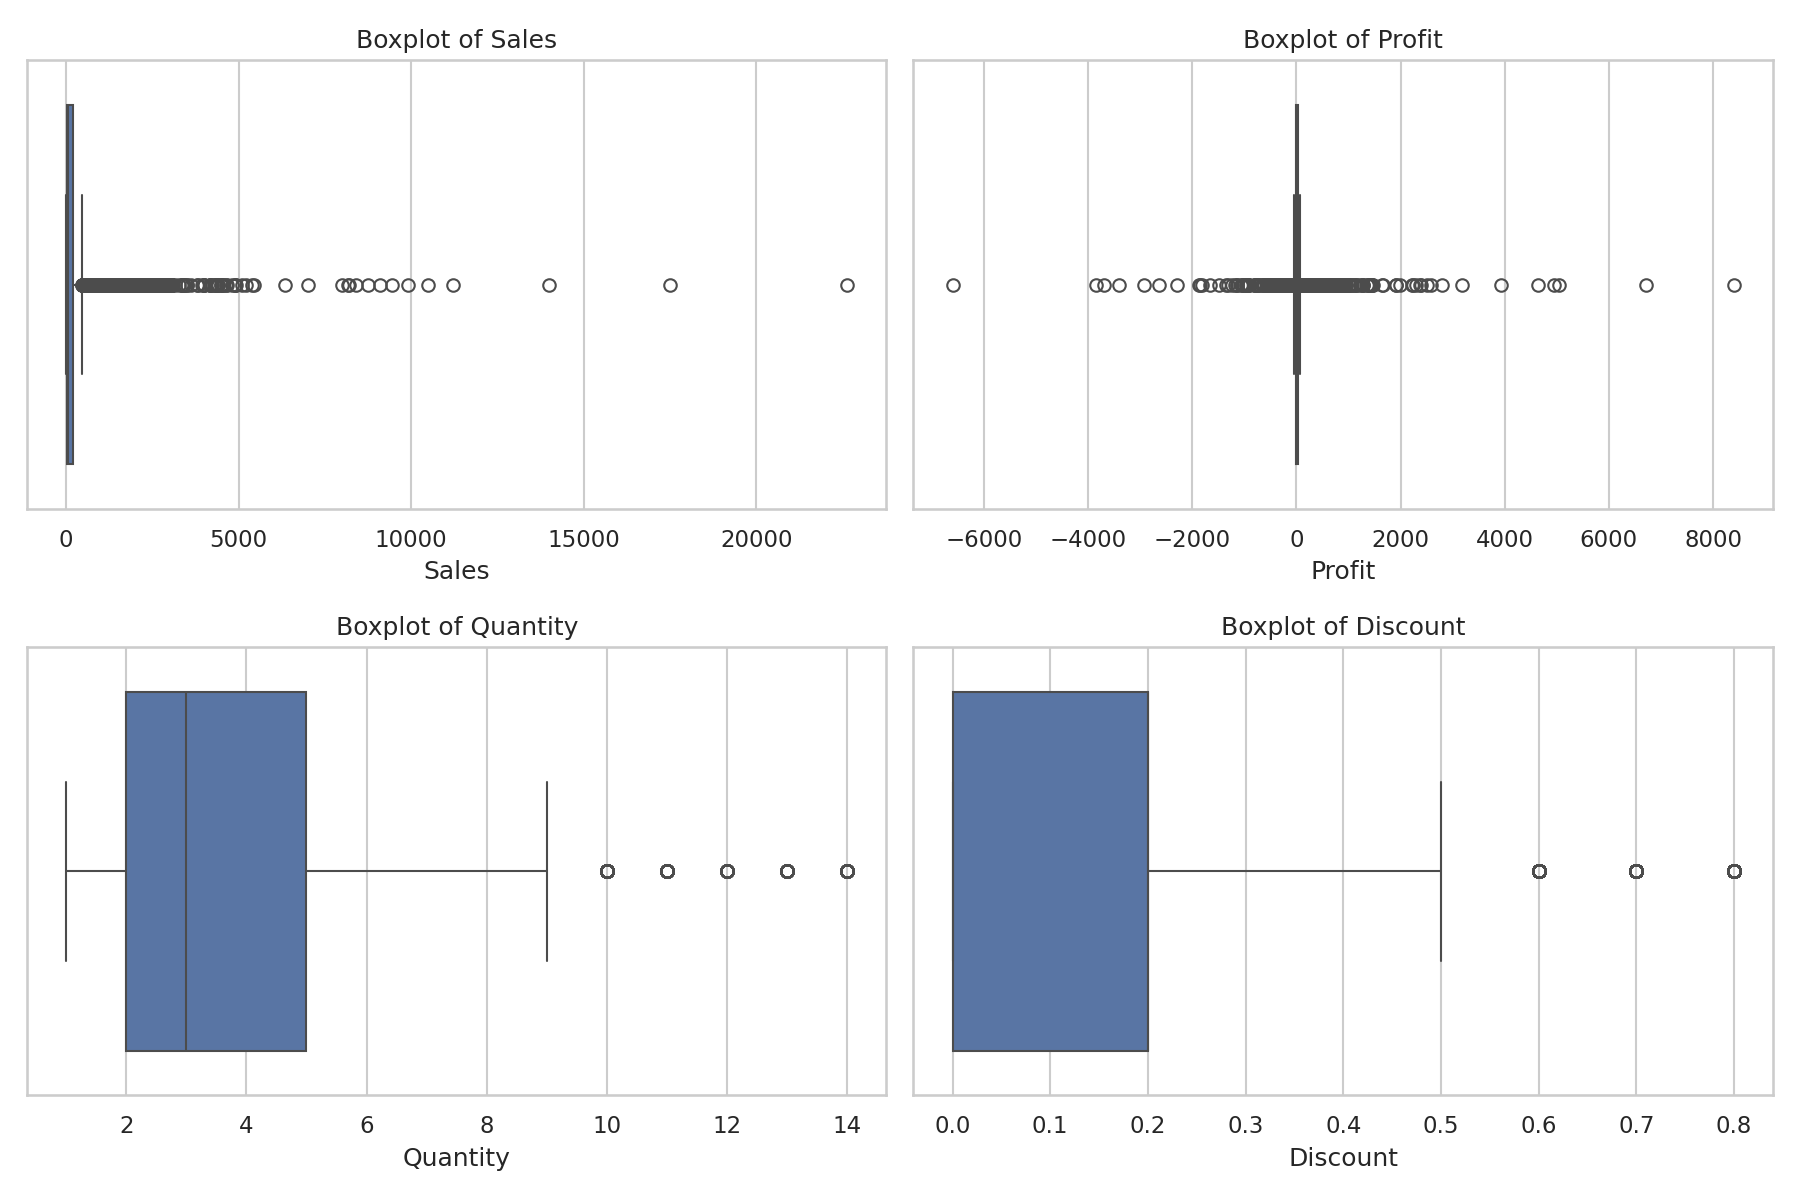 Boxplot of Sales
0 5000 10000 15000 20000
Sales
Boxplot of Profit
−6000 −4000 −2000 0 2000 4000 6000 8000
Profit
Boxplot of Quantity
2 4 6 8 10 12 14
Quantity
Boxplot of Discount
0.0 0.1 0.2 0.3 0.4 0.5 0.6 0.7 0.8
Discount